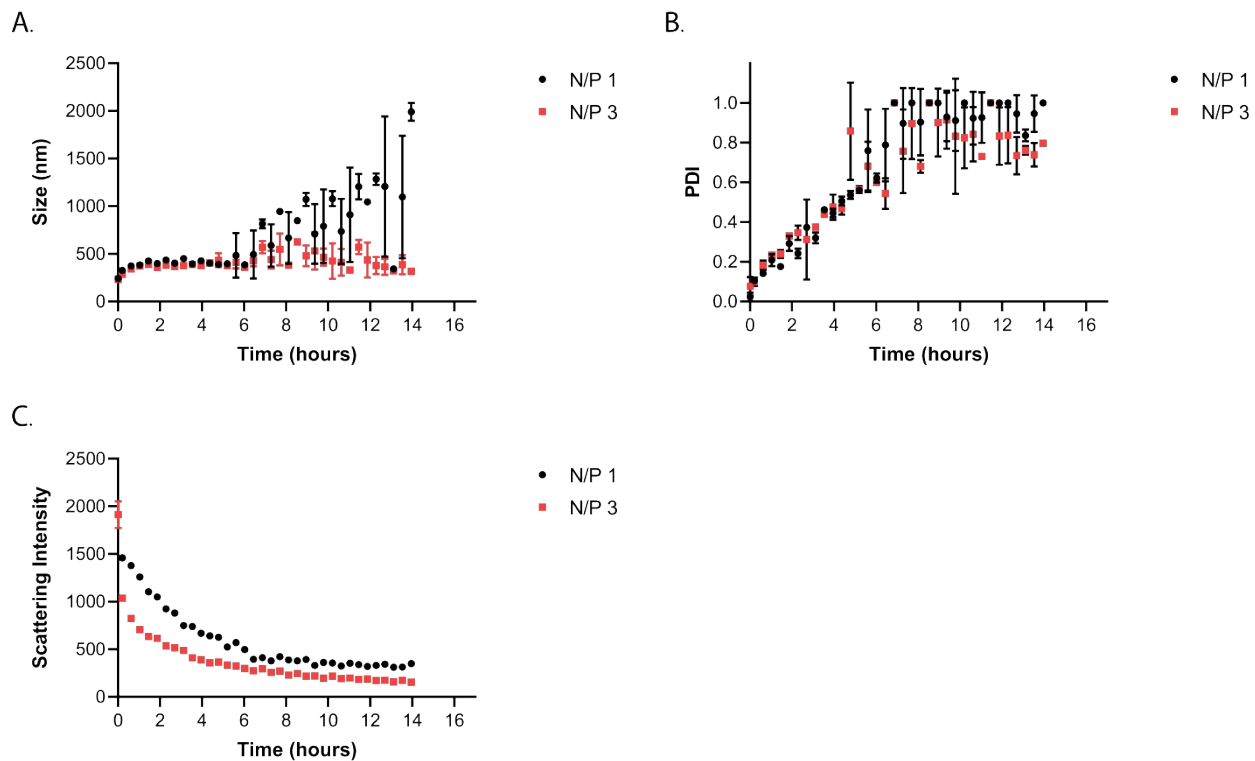 A.
2500
2000
1500
1000
500
0
Size (nm)
0 2 4 6 8 10 12 14 16
Time (hours)
N/P 1
N/P 3
B.
1.0
0.8
0.6
0.4
0.2
0.0
PDI
0 2 4 6 8 10 12 14 16
Time (hours)
N/P 1
N/P 3
C.
2500
2000
1500
1000
500
0
Scattering Intensity
0 2 4 6 8 10 12 14 16
Time (hours)
N/P 1
N/P 3